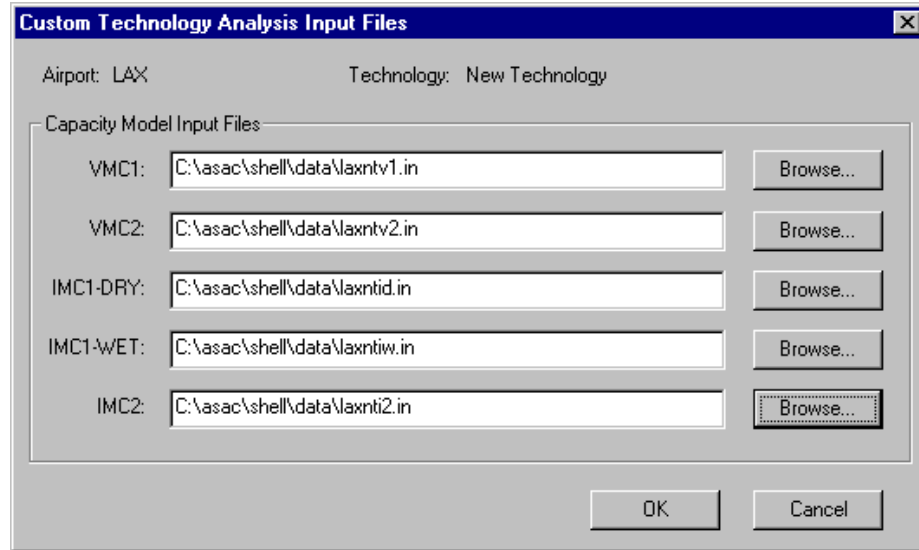 Custom Technology Analysis Input Files
Airport: LAX Technology: New Technology
Capacity Model Input Files
VMC1: C:\asac\shell\data\laxntv1.in Browse...
VMC2: C:\asac\shell\data\laxntv2.in Browse...
IMC1-DRY: C:\asac\shell\data\laxntid.in Browse...
IMC1-WET: C:\asac\shell\data\laxntiw.in Browse...
IMC2: C:\asac\shell\data\laxnti2.in Browse...
OK Cancel